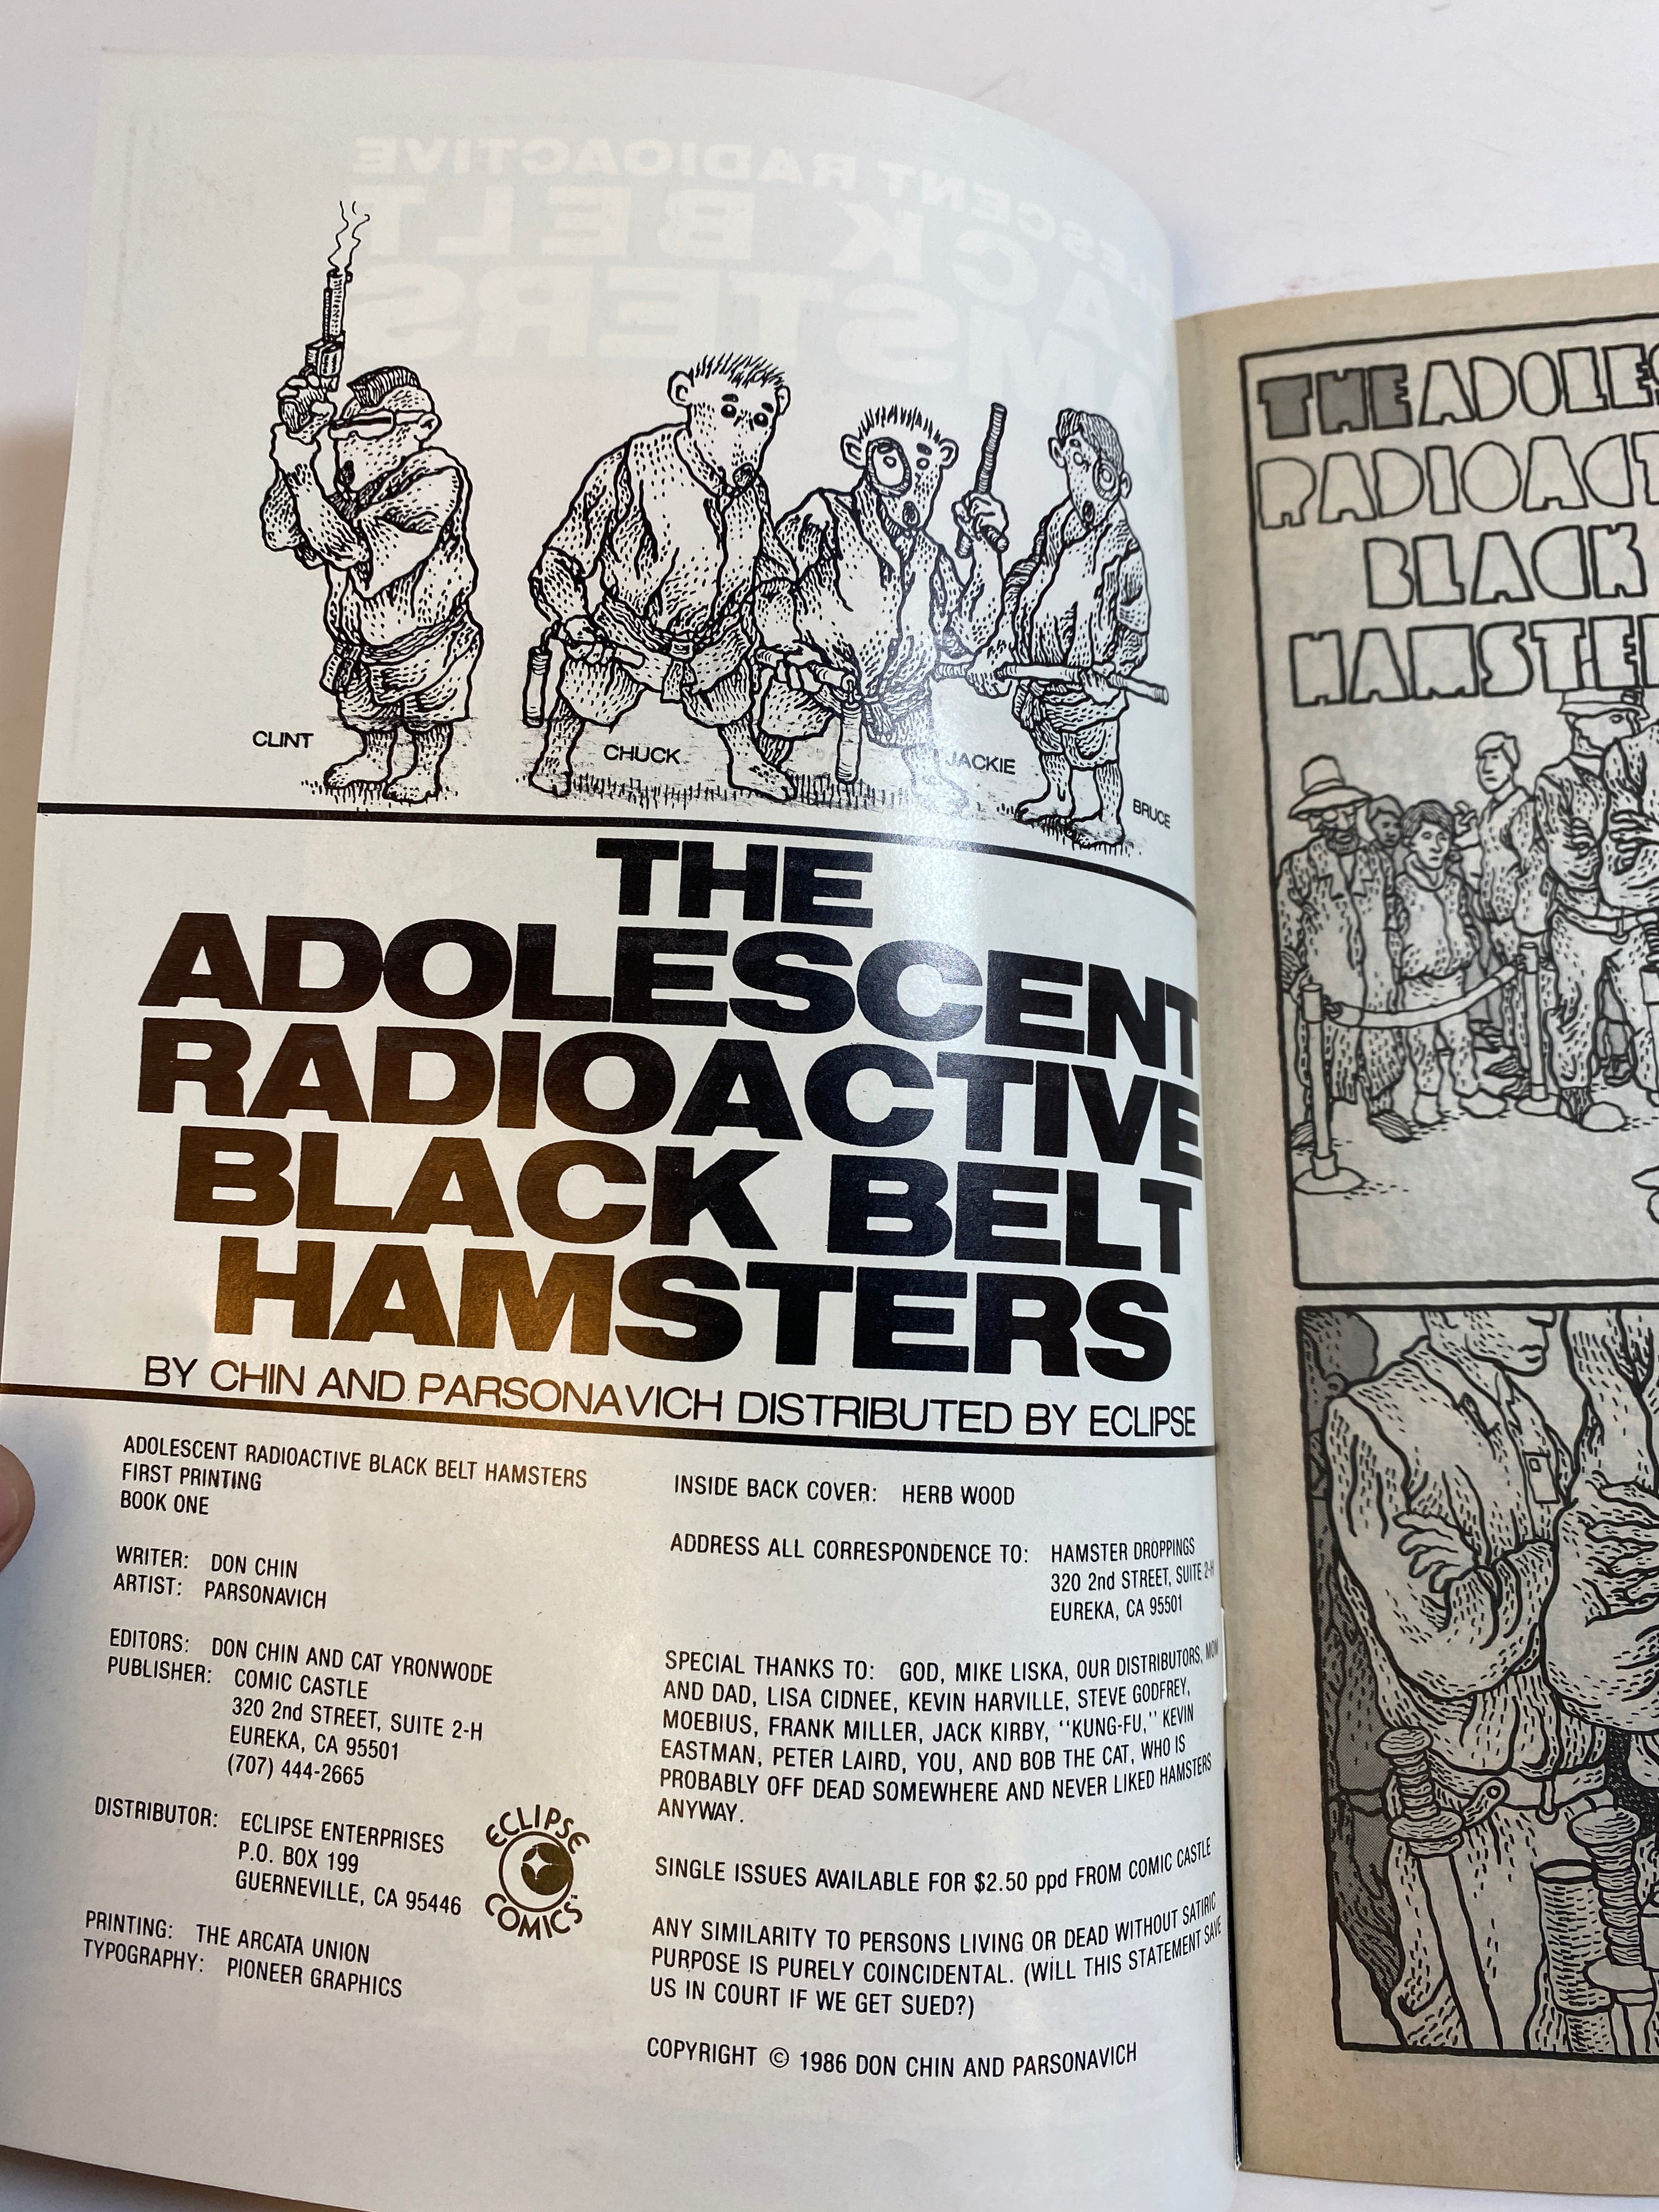 CLINT
CHUCK
JACKIE
BRUCE
THE
ADOLESCENT
RADIOACTIVE
BLACK BELT
HAMSTERS
BY CHIN AND PARSONAVICH DISTRIBUTED BY ECLIPSE
ADOLESCENT RADIOACTIVE BLACK BELT HAMSTERS
FIRST PRINTING
BOOK ONE
WRITER: DON CHIN
ARTIST: PARSONAVICH
EDITORS: DON CHIN AND CAT YRONWODE
PUBLISHER: COMIC CASTLE
320 2nd STREET, SUITE 2-H
EUREKA, CA 95501
(707) 444-2665
DISTRIBUTOR: ECLIPSE ENTERPRISES
P.O. BOX 199
GUERNEVILLE, CA 95446
ECLIPSE
COMICS™
PRINTING: THE ARCATA UNION
TYPOGRAPHY: PIONEER GRAPHICS
INSIDE BACK COVER: HERB WOOD
ADDRESS ALL CORRESPONDENCE TO: HAMSTER DROPPINGS
320 2nd STREET, SUITE 2-H
EUREKA, CA 95501
SPECIAL THANKS TO: GOD, MIKE LISKA, OUR DISTRIBUTORS, MOM
AND DAD, LISA CIDNEE, KEVIN HARVILLE, STEVE GODFREY,
MOEBIUS, FRANK MILLER, JACK KIRBY, "KUNG-FU," KEVIN
EASTMAN, PETER LAIRD, YOU, AND BOB THE CAT, WHO IS
PROBABLY OFF DEAD SOMEWHERE AND NEVER LIKED HAMSTERS
ANYWAY.
SINGLE ISSUES AVAILABLE FOR $2.50 ppd FROM COMIC CASTLE
ANY SIMILARITY TO PERSONS LIVING OR DEAD WITHOUT SATIRIC
PURPOSE IS PURELY COINCIDENTAL. (WILL THIS STATEMENT SAVE
US IN COURT IF WE GET SUED?)
COPYRIGHT © 1986 DON CHIN AND PARSONAVICH
THE ADOLES
RADIOACT
BLACK
HAMSTER